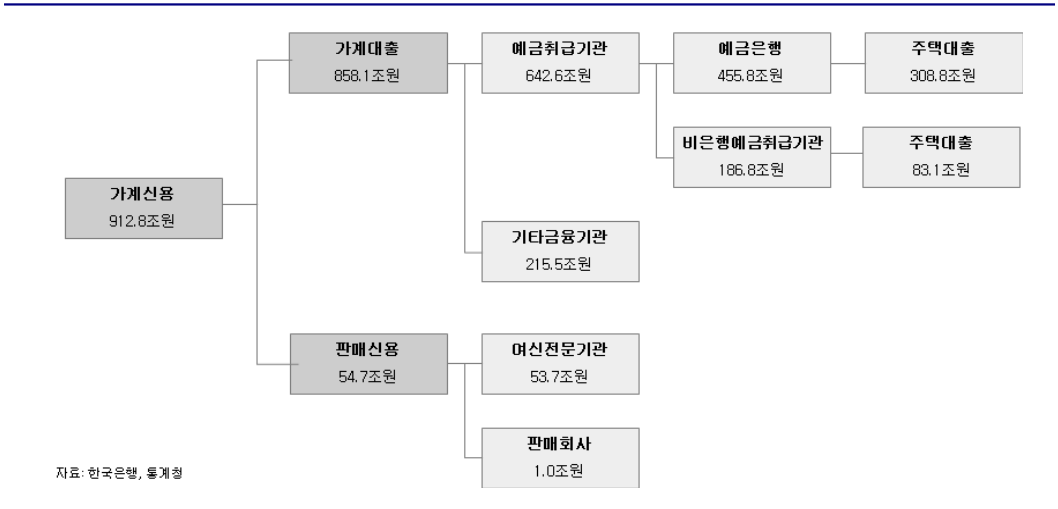 가계대출
858.1조원
예금취급기관
642.6조원
예금은행
455.8조원
주택대출
308.8조원
비은행예금취급기관
186.8조원
주택대출
83.1조원
가계신용
912.8조원
기타금융기관
215.5조원
판매신용
54.7조원
여신전문기관
53.7조원
판매회사
1.0조원
자료: 한국은행, 통계청